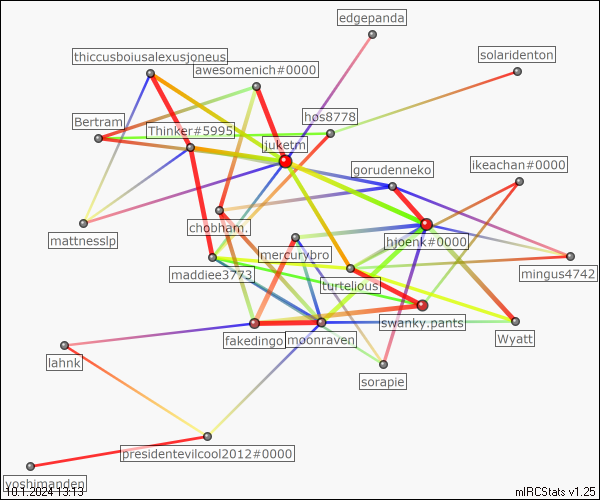 edgepanda
solaridenton
thiccusboiusalexusjoneus
awesomenich#0000
hos8778
Bertram
Thinker#5995
juketm
gorudenneko
ikeachan#0000
chobham.
mattnesslp
hjoenk#0000
mercurybro
maddiee3773
mingus4742
turtelious
swanky.pants
fakedingo
moonraven
Wyatt
lahnk
sorapie
presidentevilcool2012#0000
yoshimanden
10.1.2024 13:13
mIRCStats v1.25